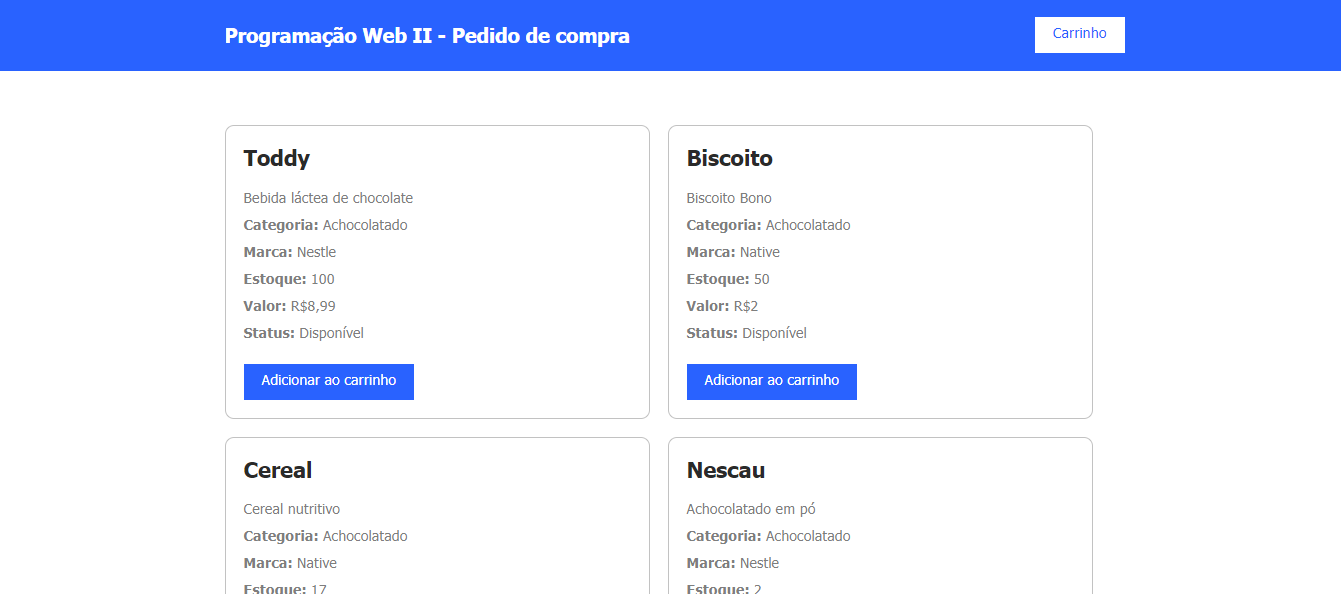 Programação Web II - Pedido de compra
Carrinho
Toddy
Bebida láctea de chocolate
Categoria: Achocolatado
Marca: Nestle
Estoque: 100
Valor: R$8,99
Status: Disponível
Adicionar ao carrinho
Biscoito
Biscoito Bono
Categoria: Achocolatado
Marca: Native
Estoque: 50
Valor: R$2
Status: Disponível
Adicionar ao carrinho
Cereal
Cereal nutritivo
Categoria: Achocolatado
Marca: Native
Estoque: 17
Nescau
Achocolatado em pó
Categoria: Achocolatado
Marca: Nestle
Estoque: 2